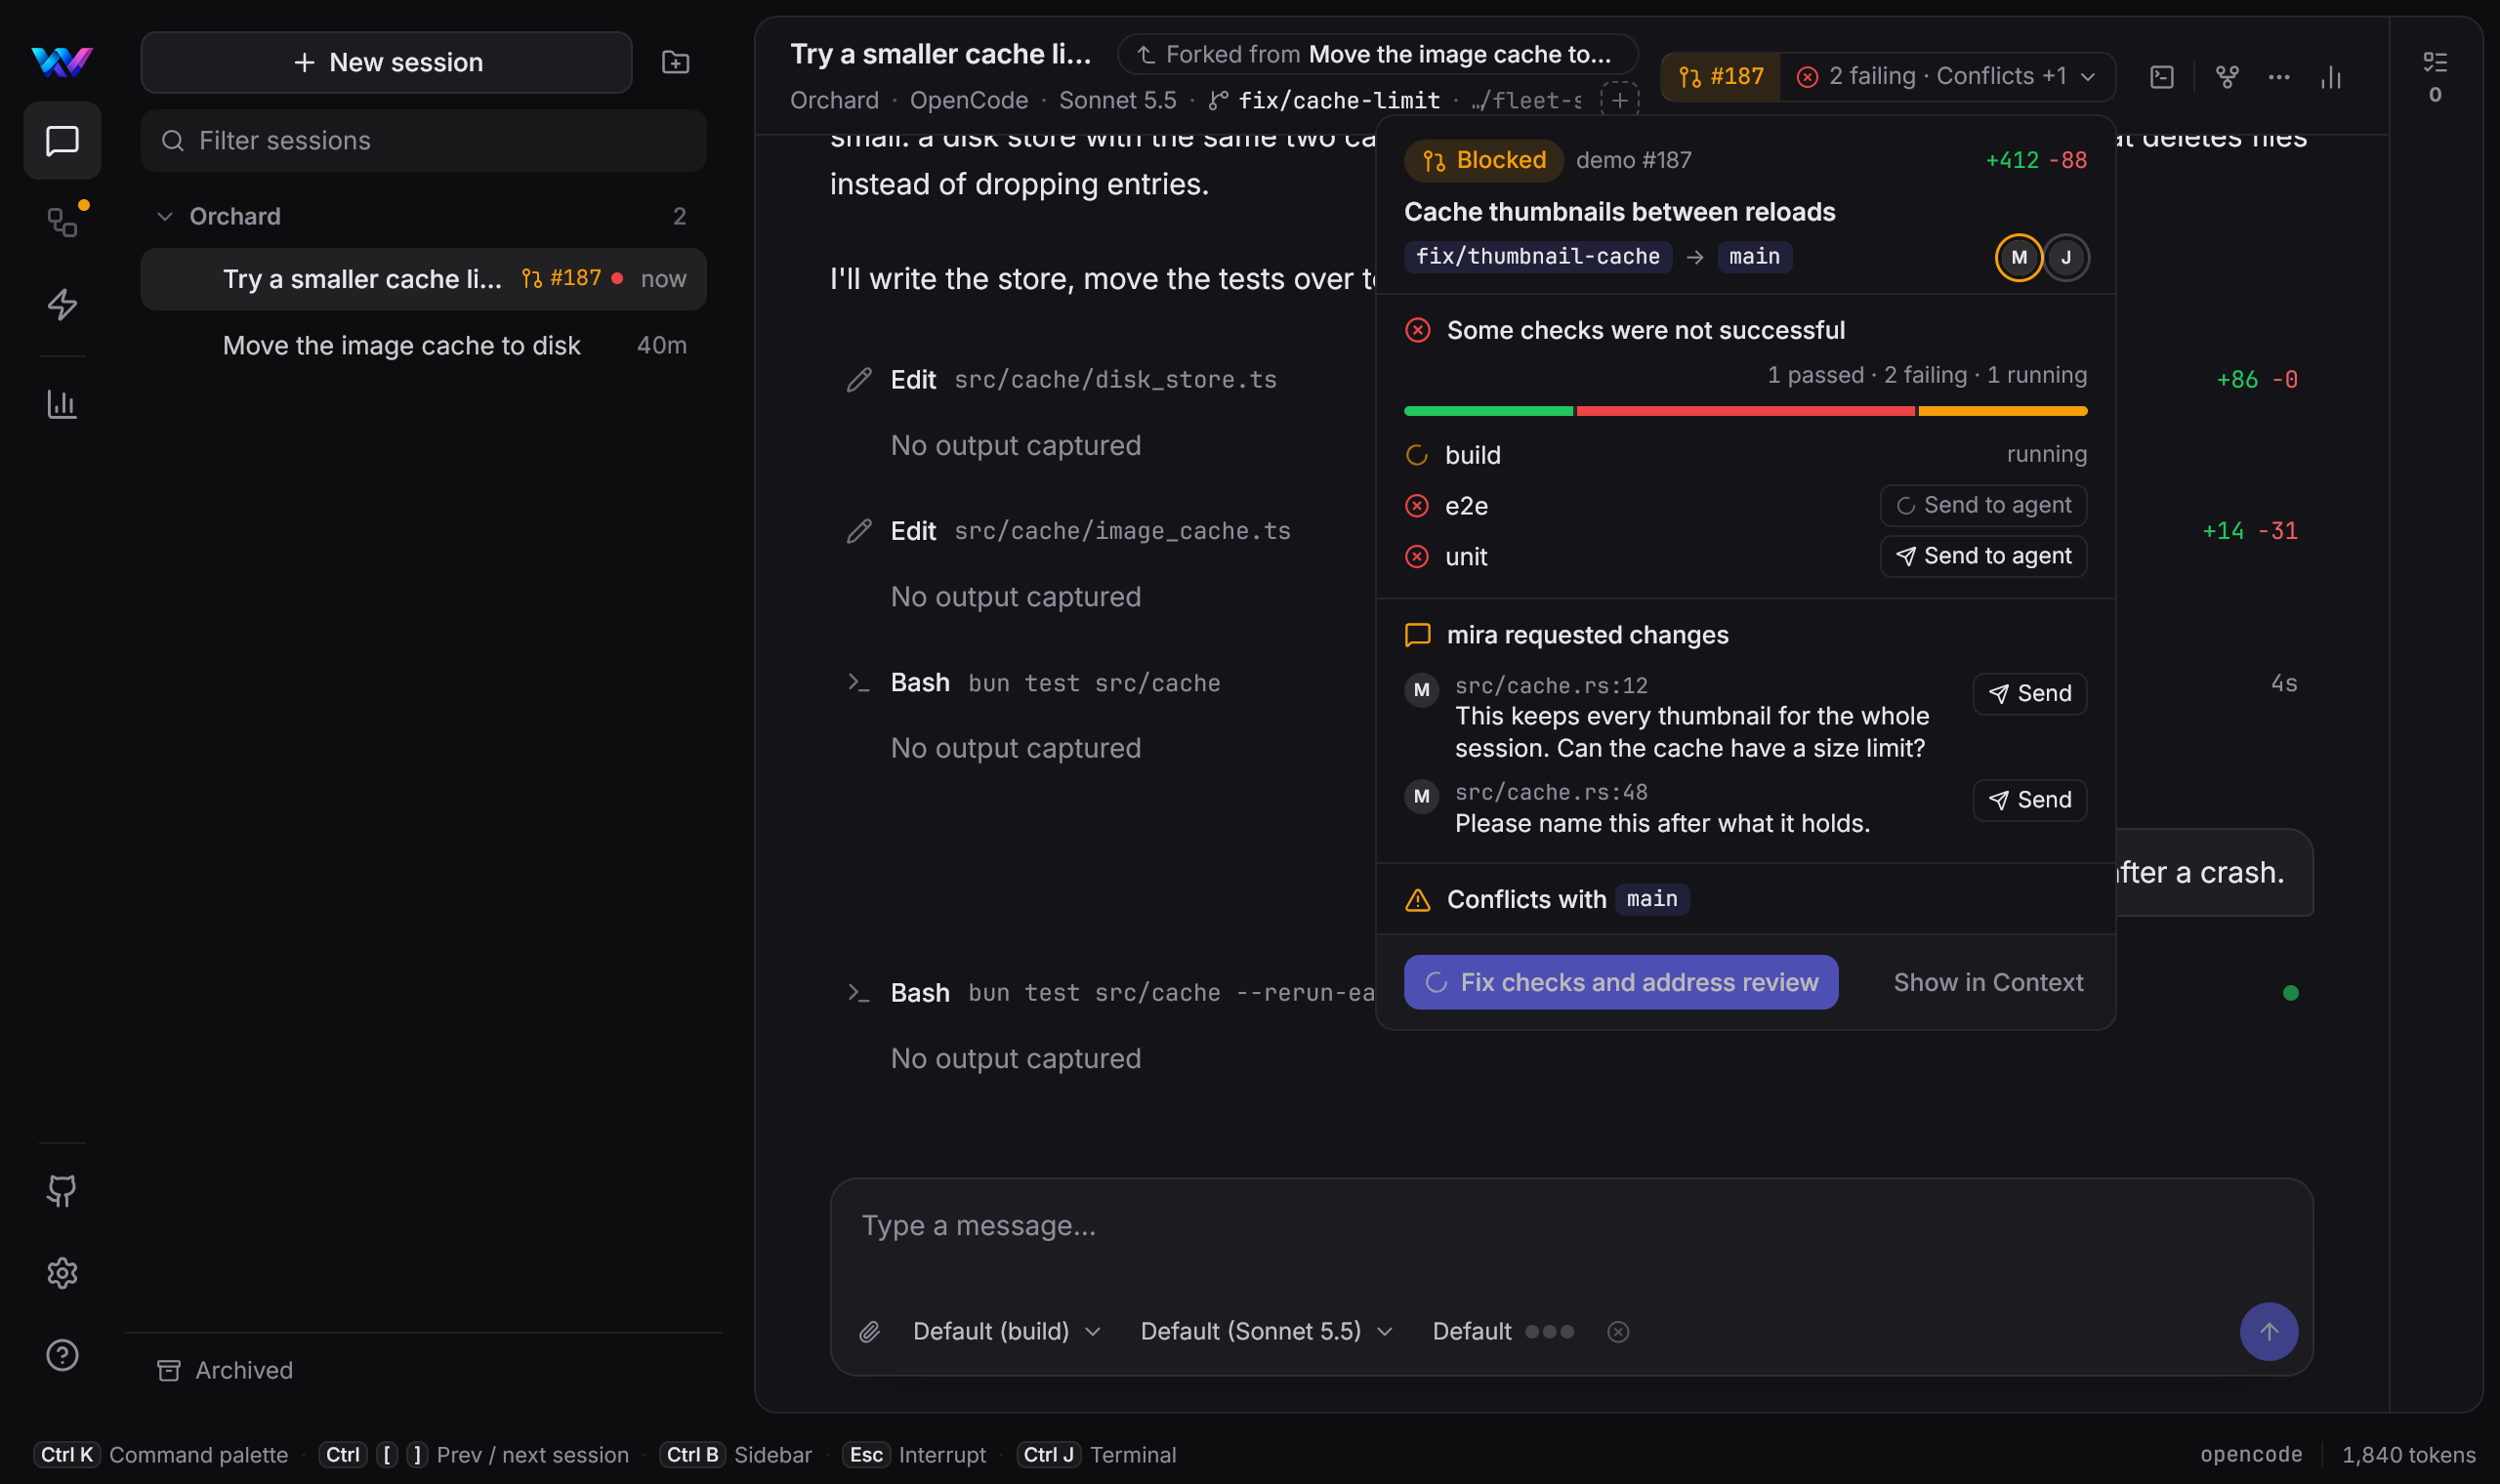 New session
Filter sessions
Orchard 2
Try a smaller cache li... #187 now
Move the image cache to disk 40m
Archived
Try a smaller cache li... Forked from Move the image cache to...
Orchard · OpenCode · Sonnet 5.5 · fix/cache-limit · ../fleet-s
#187 2 failing · Conflicts +1
0
instead of dropping entries.
I'll write the store, move the tests over
Edit src/cache/disk_store.ts +86 -0
No output captured
Edit src/cache/image_cache.ts +14 -31
No output captured
Bash bun test src/cache 4s
No output captured
after a crash.
Bash bun test src/cache --rerun-ea
No output captured
Blocked demo #187 +412 -88
Cache thumbnails between reloads
fix/thumbnail-cache → main M J
Some checks were not successful
1 passed · 2 failing · 1 running
build running
e2e Send to agent
unit Send to agent
mira requested changes
M src/cache.rs:12 Send
This keeps every thumbnail for the whole
session. Can the cache have a size limit?
M src/cache.rs:48 Send
Please name this after what it holds.
Conflicts with main
Fix checks and address review Show in Context
Type a message...
Default (build) Default (Sonnet 5.5) Default
Ctrl K Command palette · Ctrl [ ] Prev / next session · Ctrl B Sidebar · Esc Interrupt · Ctrl J Terminal
opencode 1,840 tokens